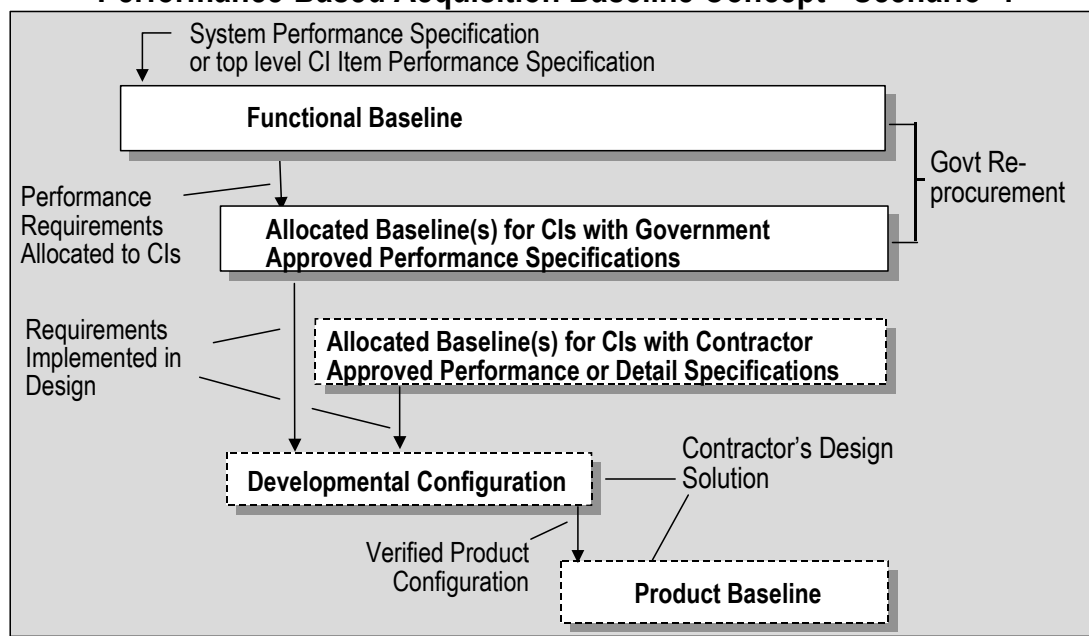 Performance Based Acquisition Baseline Concept - Scenario
System Performance Specification
or top level CI Item Performance Specification
Functional Baseline
Govt Re-
procurement
Performance
Requirements
Allocated to CIs
Allocated Baseline(s) for CIs with Government
Approved Performance Specifications
Requirements
Implemented in
Design
Allocated Baseline(s) for CIs with Contractor
Approved Performance or Detail Specifications
Contractor’s Design
Solution
Developmental Configuration
Verified Product
Configuration
Product Baseline